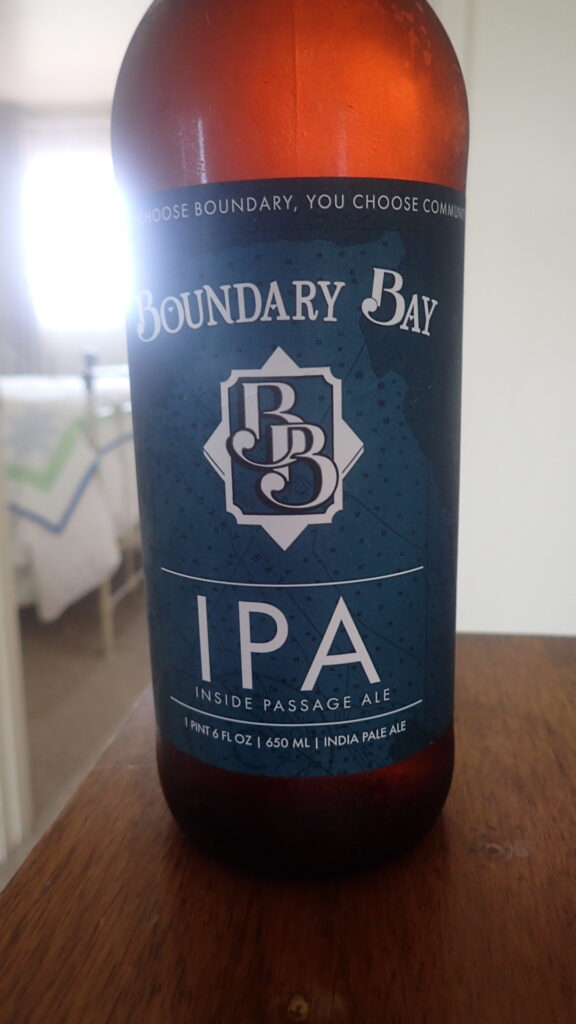 CHOOSE BOUNDARY, YOU CHOOSE
BOUNDARY BAY
BB
IPA
INSIDE PASSAGE ALE
1 PINT 6 FL OZ | 650 ML | INDIA PALE ALE